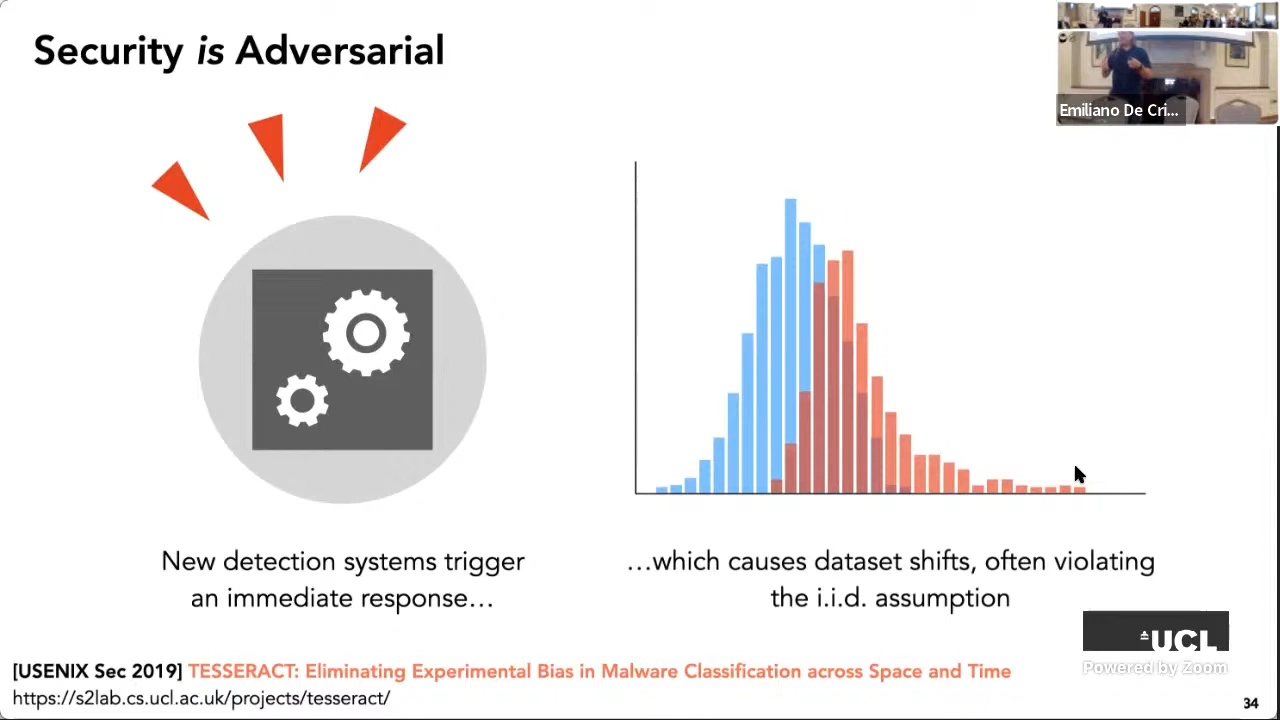 Security is Adversarial
Emiliano De Cri...
New detection systems trigger
an immediate response…
…which causes dataset shifts, often violating
the i.i.d. assumption
UCL
Powered by Zoom
[USENIX Sec 2019] TESSERACT: Eliminating Experimental Bias in Malware Classification across Space and Time
https://s2lab.cs.ucl.ac.uk/projects/tesseract/
34